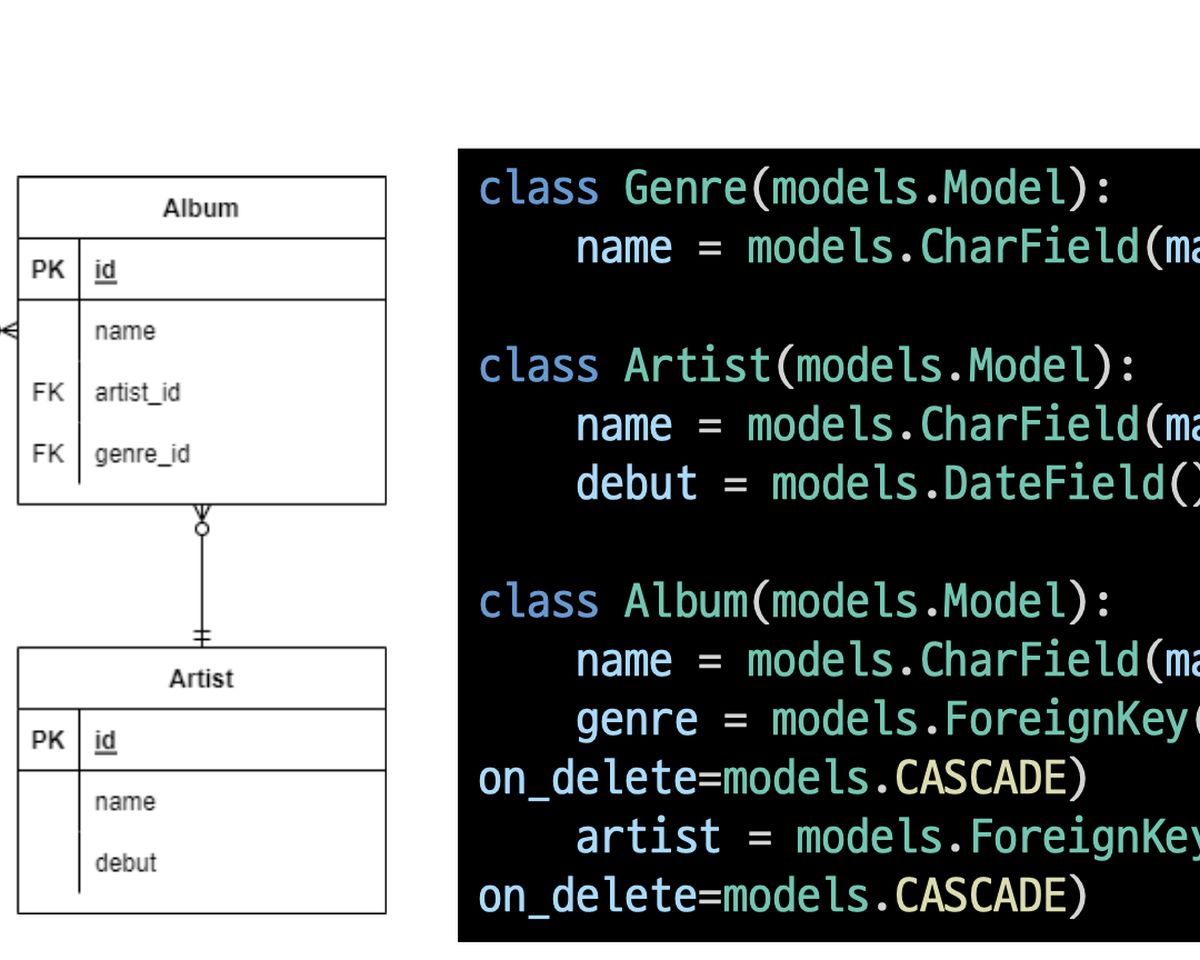 Album
PK id
name
FK artist_id
FK genre_id
Artist
PK id
name
debut
class Genre(models.Model):
name = models.CharField(ma
class Artist(models.Model):
name = models.CharField(ma
debut = models.DateField()
class Album(models.Model):
name = models.CharField(ma
genre = models.ForeignKey(
on_delete=models.CASCADE)
artist = models.ForeignKey
on_delete=models.CASCADE)